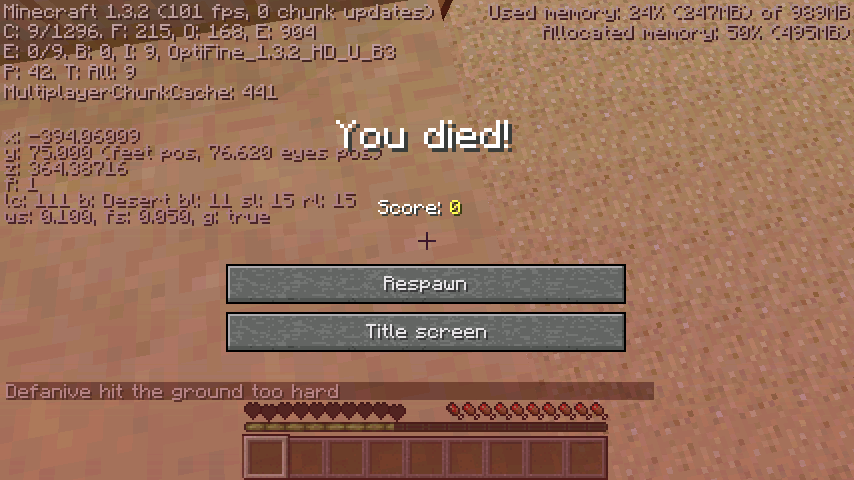 Minecraft 1.3.2 (101 fps, 0 chunk updates)
Used memory: 24% (247MB) of 989MB
C: 9/1296, F: 215, O: 168, E: 904
Allocated memory: 50% (495MB)
E: 0/9, B: 0, I: 9, OptiFine_1.3.2_HD_U_B3
P: 42, T: All: 9
MultiplayerChunkCache: 441
x: -394.06009
y: 75.000 (feet pos, 76.620 eyes pos)
z: 364.38716
f: 1
lc: 111 b: Desert bl: 11 sl: 15 rl: 15
ws: 0.100, fs: 0.050, g: true
You died!
Score: 0
Respawn
Title screen
Defanive hit the ground too hard